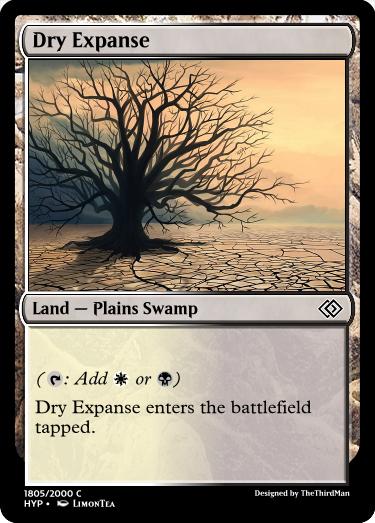 Dry Expanse
Land — Plains Swamp
( : Add or )
Dry Expanse enters the battlefield
tapped.
1805/2000 C
HYP • LimonTea
Designed by TheThirdMan